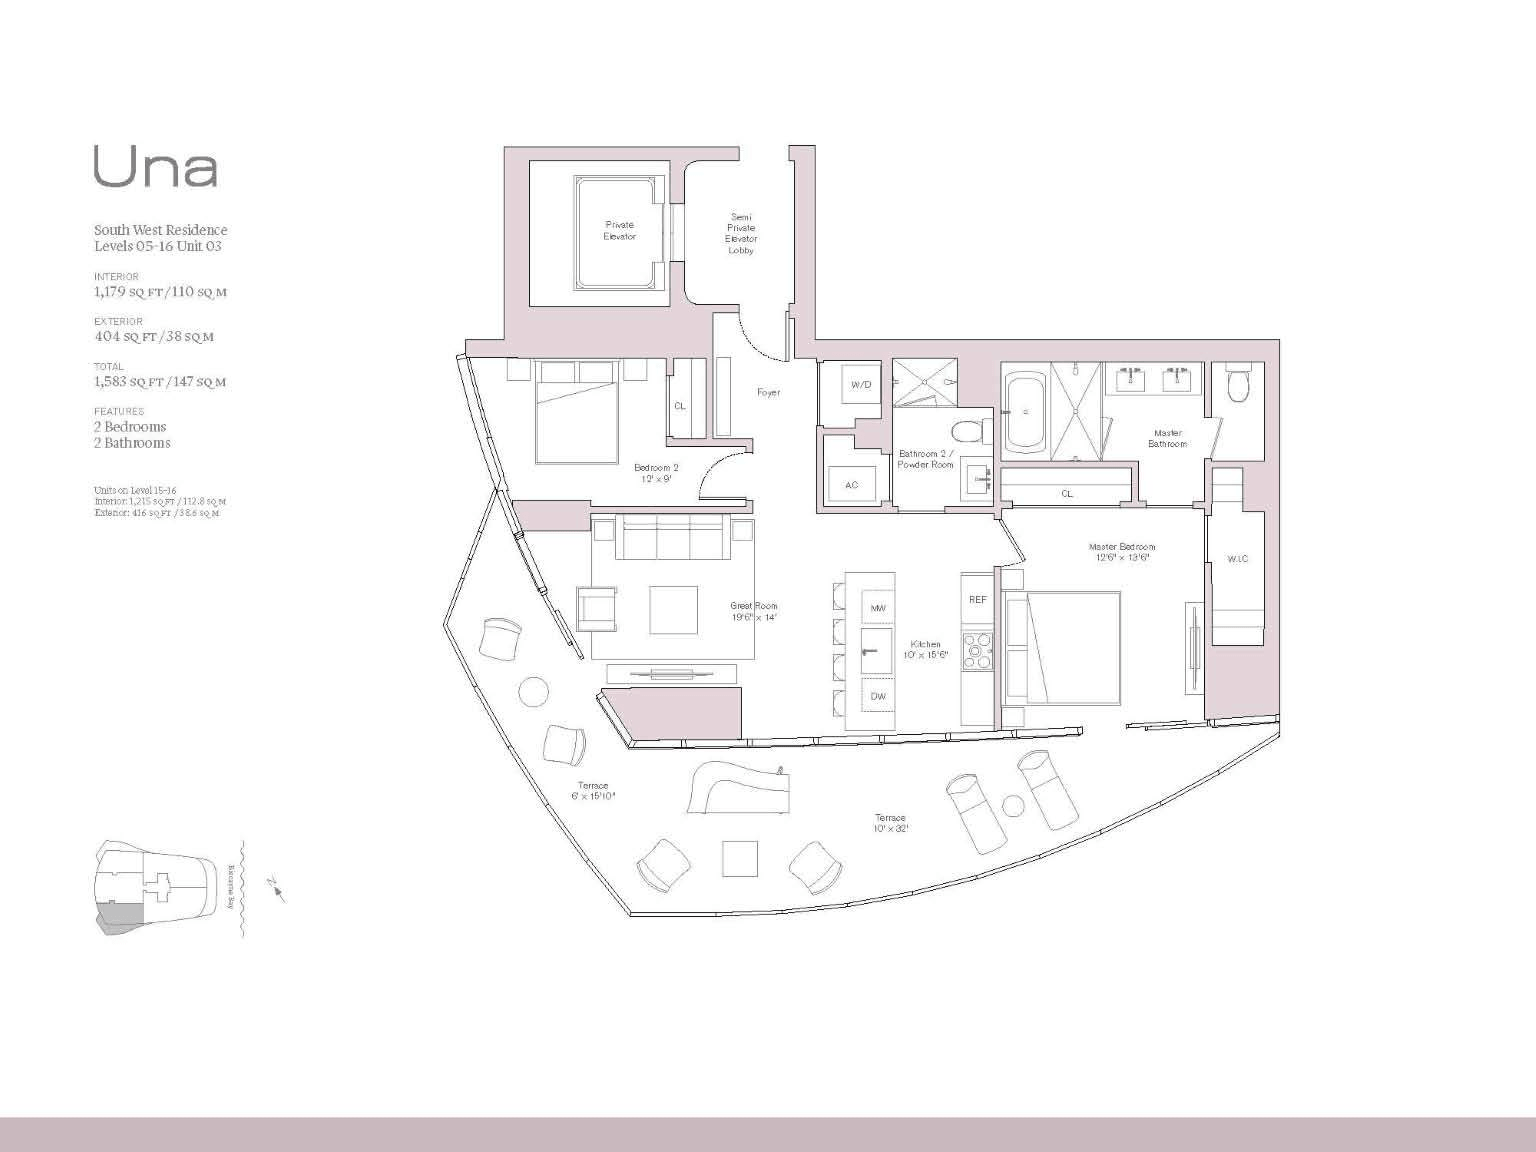 Una
South West Residence
Levels 05-16 Unit 03
INTERIOR
1,179 SQ FT/110 SQ M
EXTERIOR
404 SQ FT/38 SQ M
TOTAL
1,583 SQ FT/147 SQ M
FEATURES
2 Bedrooms
2 Bathrooms
Units on Level 15-16
Interior: 1,215 SQ FT/112.8 SQ M
Exterior: 416 SQ FT/38.6 SQ M
Private
Elevator
Semi
Private
Elevator
Lobby
Foyer
W/D
CL
Master
Bathroom
Bedroom 2
12' x 9'
Bathroom 2 /
Powder Room
AC
CL
Master Bedroom
12'6" x 13'6"
W.I.C
Great Room
19'6" x 14'
MW
REF
Kitchen
10' x 15'6"
DW
Terrace
6' x 15'10"
Terrace
10' x 32'
Biscayne Bay
N